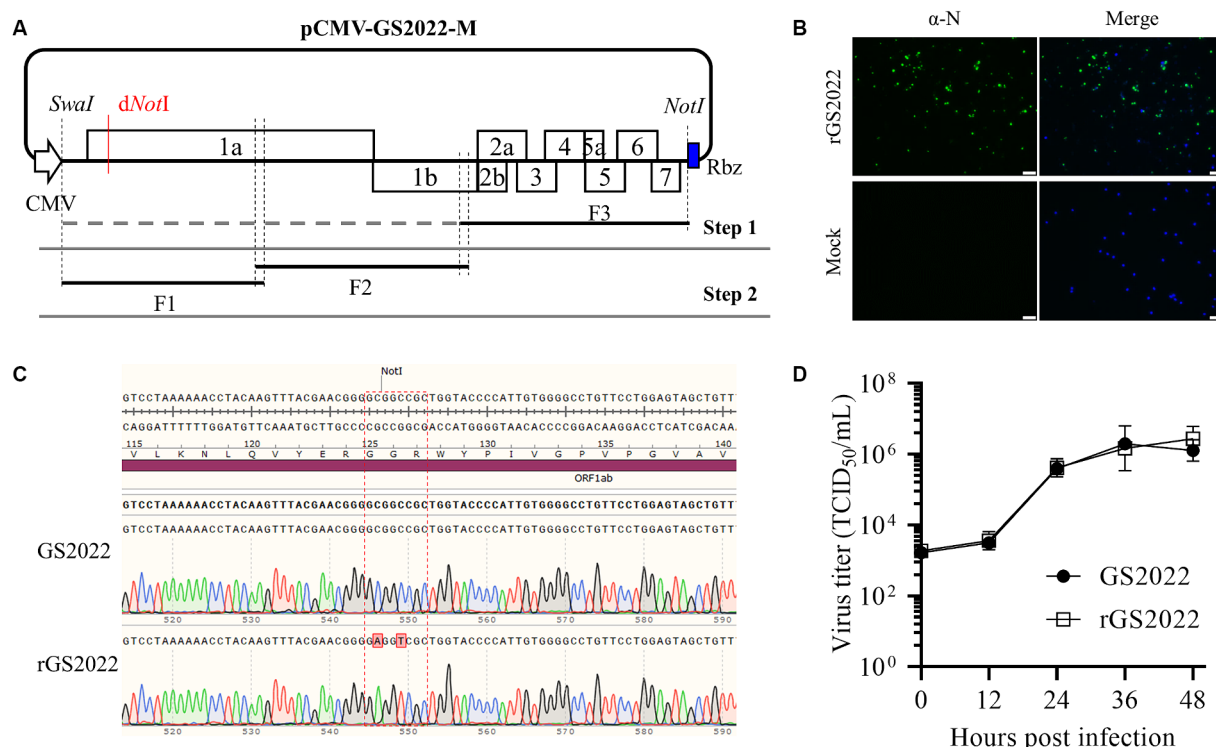 A
pCMV-GS2022-M
SwaI
dNotI
NotI
1a
2a
4
5a
6
1b
2b
3
5
7
Rbz
CMV
F3
Step 1
F1
F2
Step 2
B
α-N
Merge
rGS2022
Mock
C
NotI
GTCCTAAAAAACCTACAAGTTTACGAACGGGGCGGCCGCTGGTACCCCATTGTGGGGCCTGTTCCTGGAGTAGCTGTT
CAGGATTTTTTGGATGTTCAAATGCTTGCCCCGCCGGCGACCATGGGGTAACACCCCGGACAAGGACCTCATCGACAA
115 120 125 130 135 140
V L K N L Q V Y E R G G R W Y P I V G P V P G V A V
ORF1ab
GTCCTAAAAAACCTACAAGTTTACGAACGGGGCGGCCGCTGGTACCCCATTGTGGGGCCTGTTCCTGGAGTAGCTGTT
GTCCTAAAAAACCTACAAGTTTACGAACGGGGCGGCCGCTGGTACCCCATTGTGGGGCCTGTTCCTGGAGTAGCTGTT
GS2022
520 530 540 550 560 570 580 590
GTCCTAAAAAACCTACAAGTTTACGAACGGGGAGGTCGCTGGTACCCCATTGTGGGGCCTGTTCCTGGAGTAGCTGTT
rGS2022
520 530 540 550 560 570 580 590
D
Virus titer (TCID50/mL)
10^8
10^6
10^4
10^2
10^0
GS2022
rGS2022
0 12 24 36 48
Hours post infection